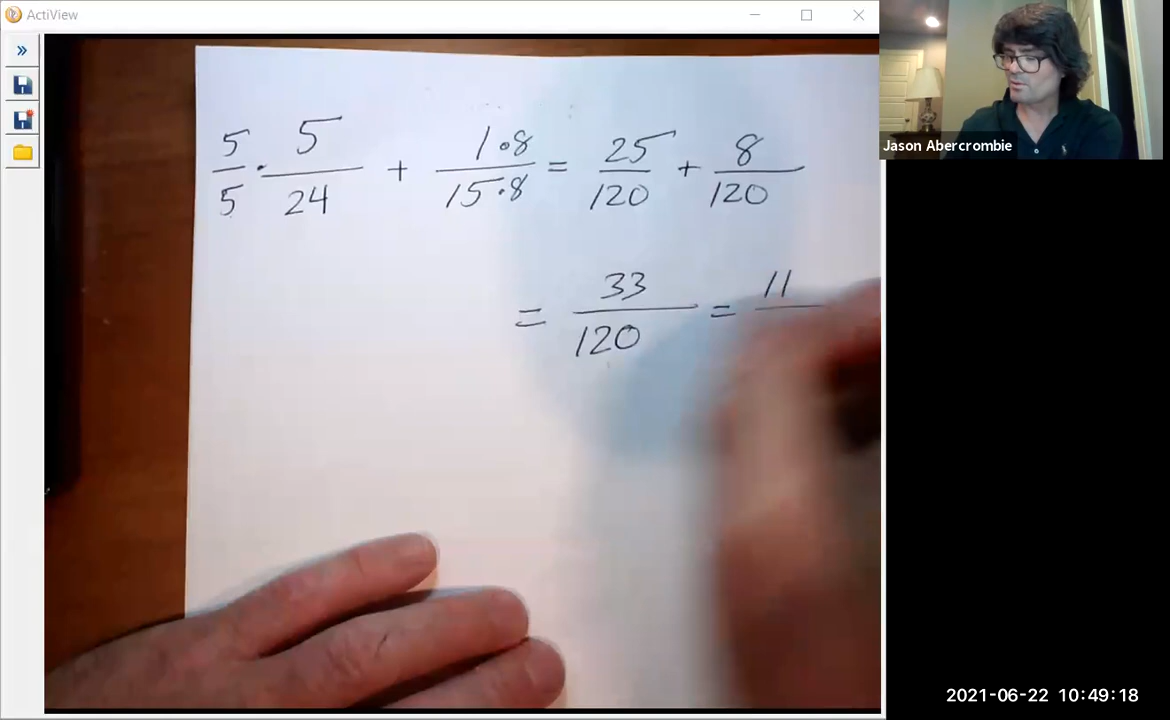 ActiView
5/5 · 5/24 + 1·8/15·8 = 25/120 + 8/120
= 33/120 = 11
Jason Abercrombie
2021-06-22 10:49:18